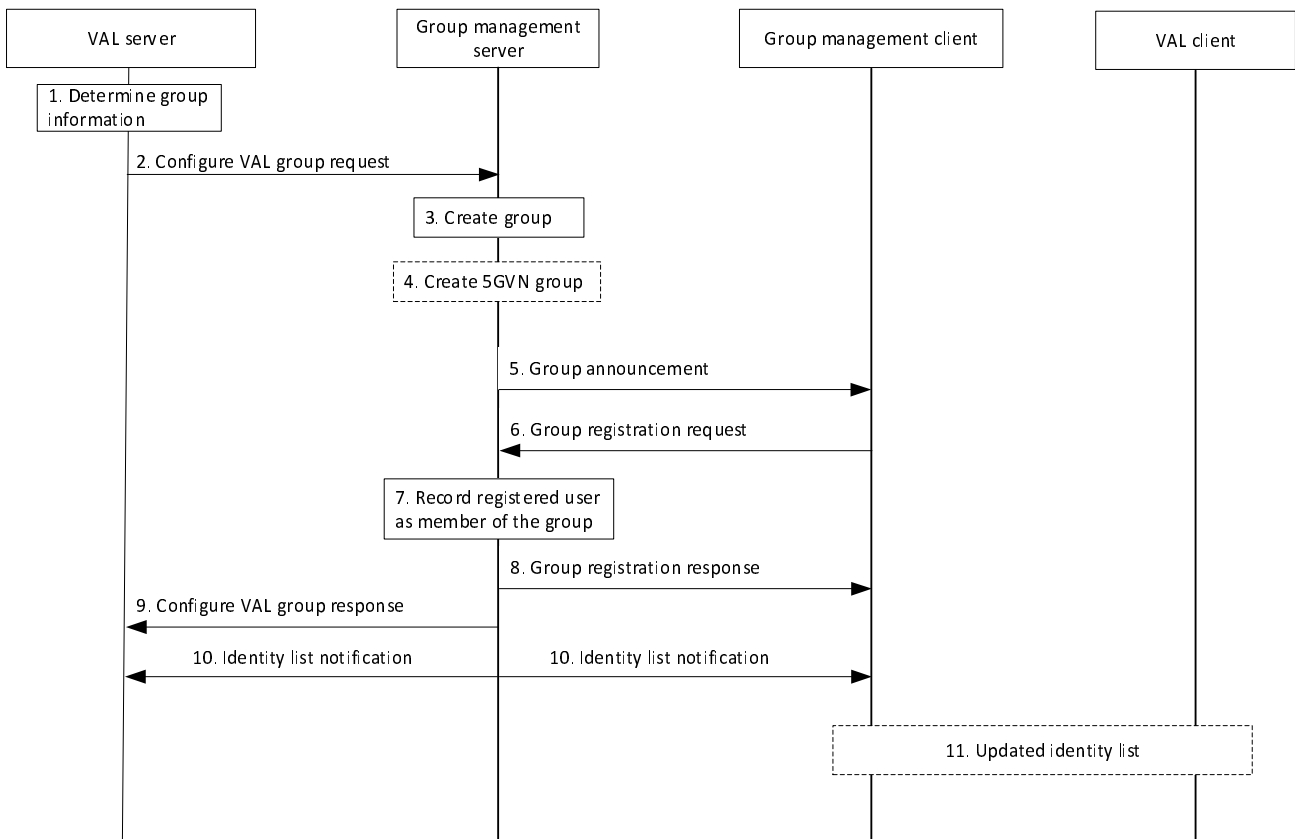 VAL server
Group management
server
Group management client
VAL client
1. Determine group
information
2. Configure VAL group request
3. Create group
4. Create 5GVN group
5. Group announcement
6. Group registration request
7. Record registered user
as member of the group
8. Group registration response
9. Configure VAL group response
10. Identity list notification
10. Identity list notification
11. Updated identity list